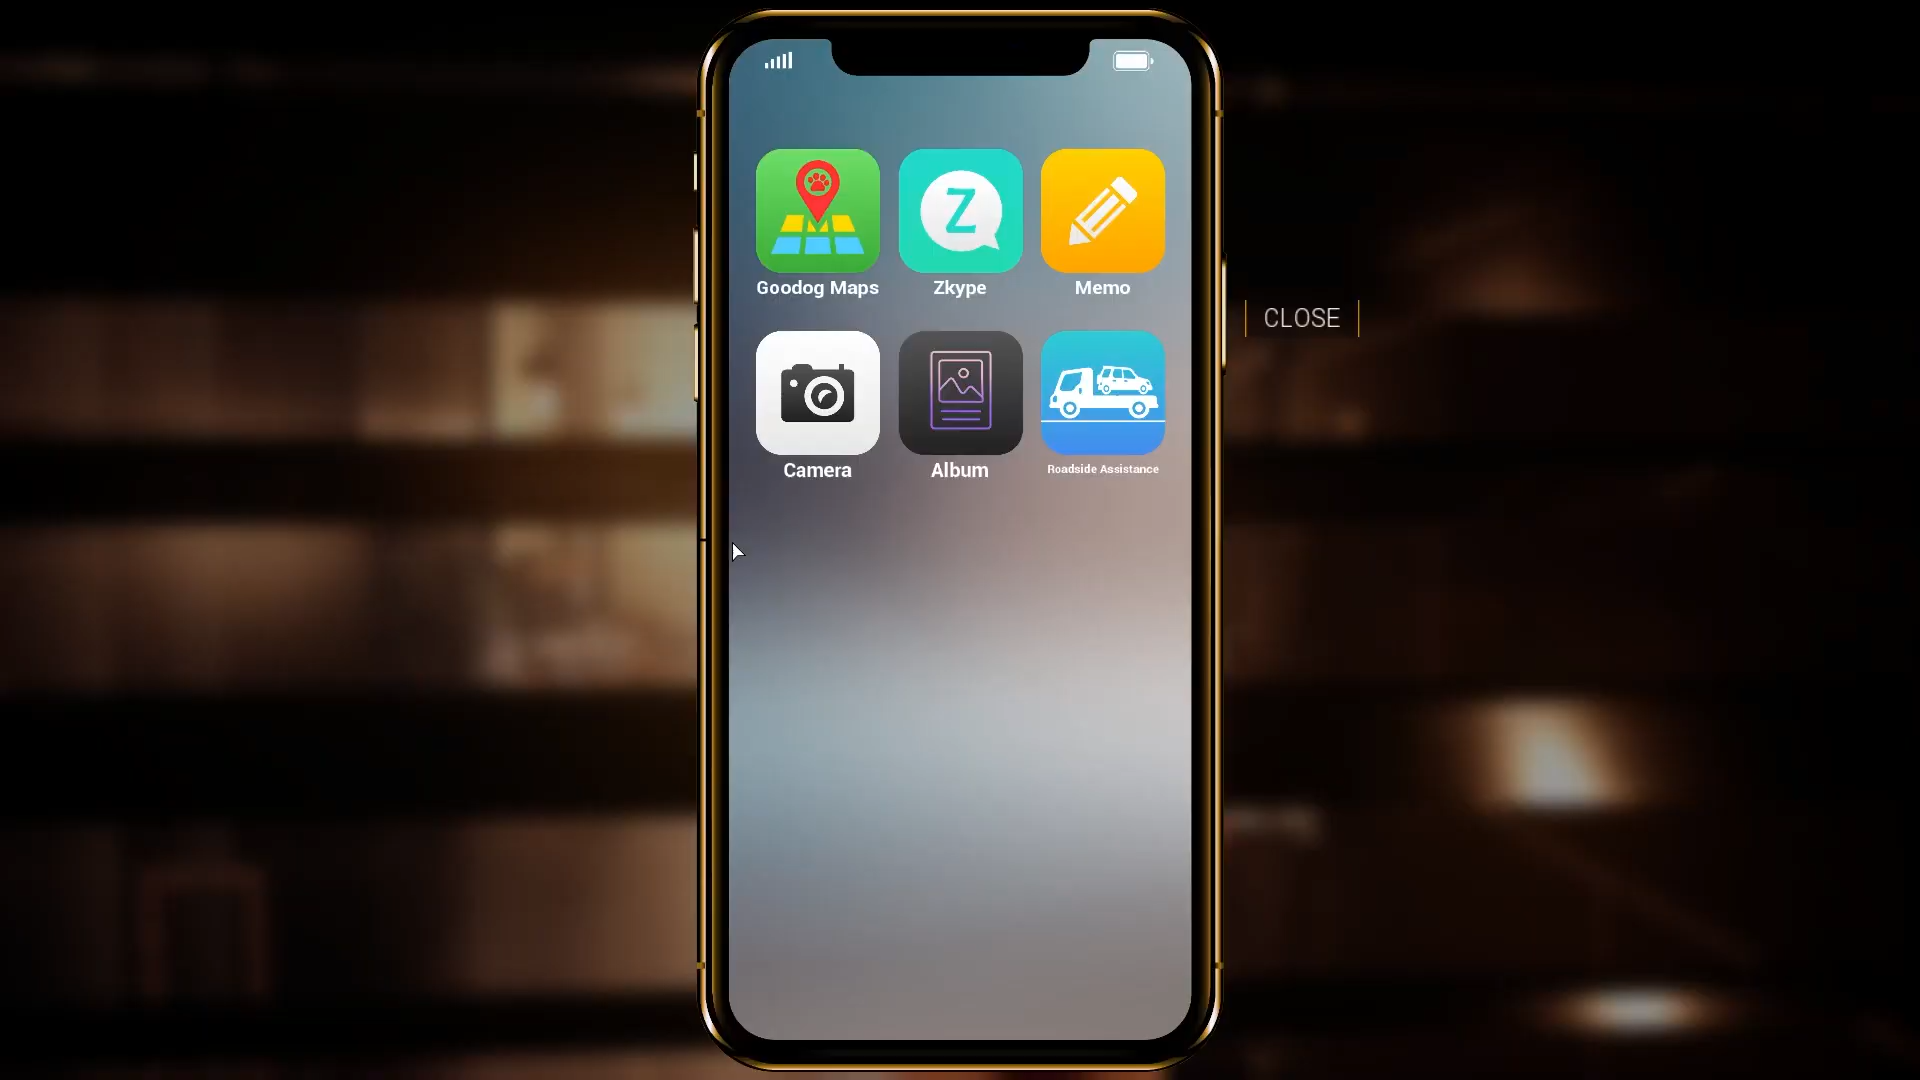 Goodog Maps
Z
Zkype
Memo
CLOSE
Camera
Album
Roadside Assistance